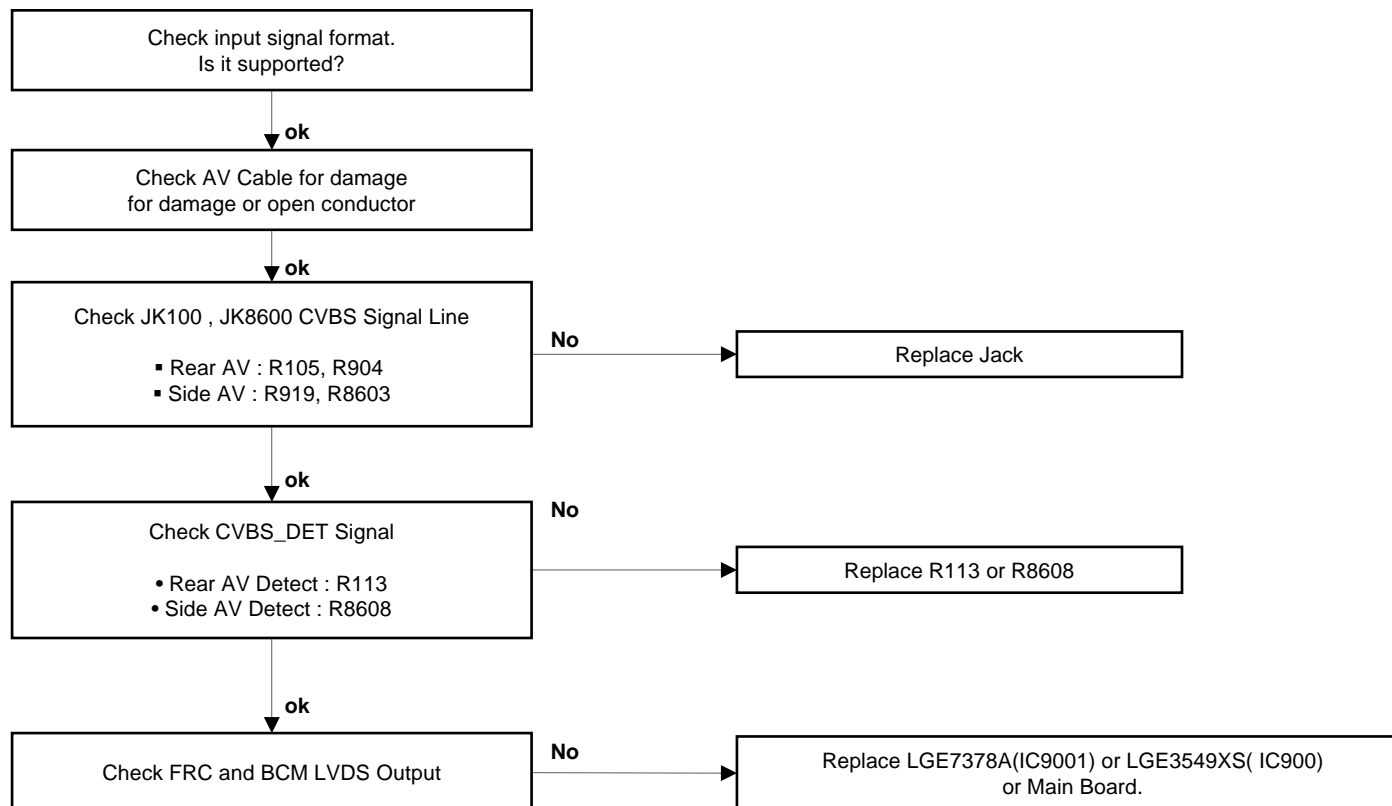 Check input signal format.
Is it supported?
ok
Check AV Cable for damage
for damage or open conductor
ok
Check JK100 , JK8600 CVBS Signal Line
▪ Rear AV : R105, R904
▪ Side AV : R919, R8603
No
Replace Jack
ok
Check CVBS_DET Signal
• Rear AV Detect : R113
• Side AV Detect : R8608
No
Replace R113 or R8608
ok
Check FRC and BCM LVDS Output
No
Replace LGE7378A(IC9001) or LGE3549XS( IC900)
or Main Board.